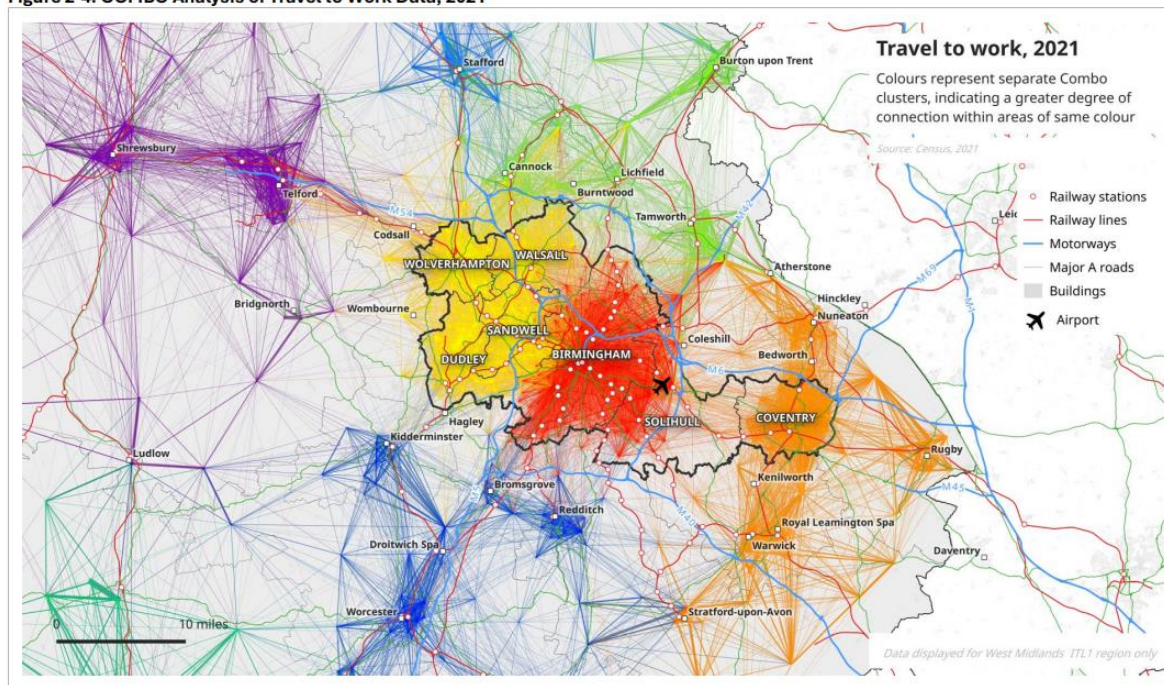 Figure 2-4: COMBO Analysis of Travel to Work Data, 2021
Travel to work, 2021
Colours represent separate Combo
clusters, indicating a greater degree of
connection within areas of same colour
Source: Census, 2021
Railway stations
Railway lines
Motorways
Major A roads
Buildings
Airport
Stafford
Burton upon Trent
Shrewsbury
Cannock
Lichfield
Telford
Burntwood
Tamworth
M42
M54
Codsall
WALSALL
WOLVERHAMPTON
Atherstone
M69
M1
Leic
Hinckley
Nuneaton
Bridgnorth
Wombourne
SANDWELL
Coleshill
DUDLEY
BIRMINGHAM
Bedworth
M6
SOLIHULL
COVENTRY
Hagley
Kidderminster
Rugby
Ludlow
Kenilworth
M45
Bromsgrove
M5
Redditch
M40
Royal Leamington Spa
Droitwich Spa
Warwick
Daventry
Worcester
Stratford-upon-Avon
0 10 miles
Data displayed for West Midlands ITL1 region only